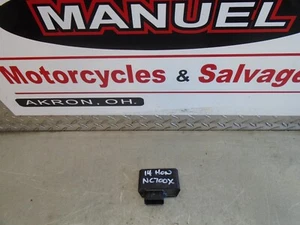 MANUEL
Motorcycles & Salvage
AKRON, OH.
14 HON
NC700X